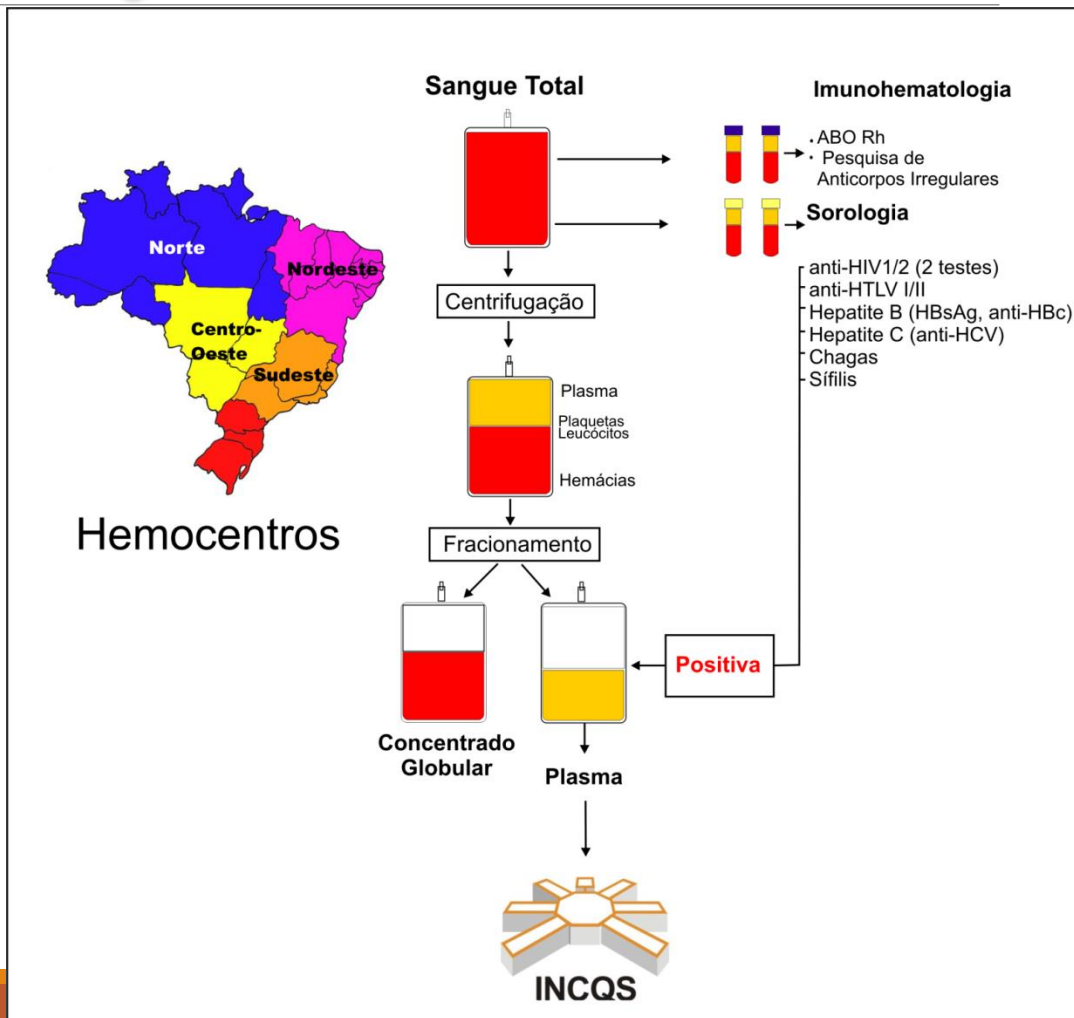 Sangue Total
Imunohematologia
· ABO Rh
· Pesquisa de
Anticorpos Irregulares
Sorologia
anti-HIV1/2 (2 testes)
anti-HTLV I/II
Hepatite B (HBsAg, anti-HBc)
Hepatite C (anti-HCV)
Chagas
Sífilis
Norte
Nordeste
Centro-
Oeste
Sudeste
Hemocentros
Centrifugação
Plasma
Plaquetas
Leucócitos
Hemácias
Fracionamento
Positiva
Concentrado
Globular
Plasma
INCQS